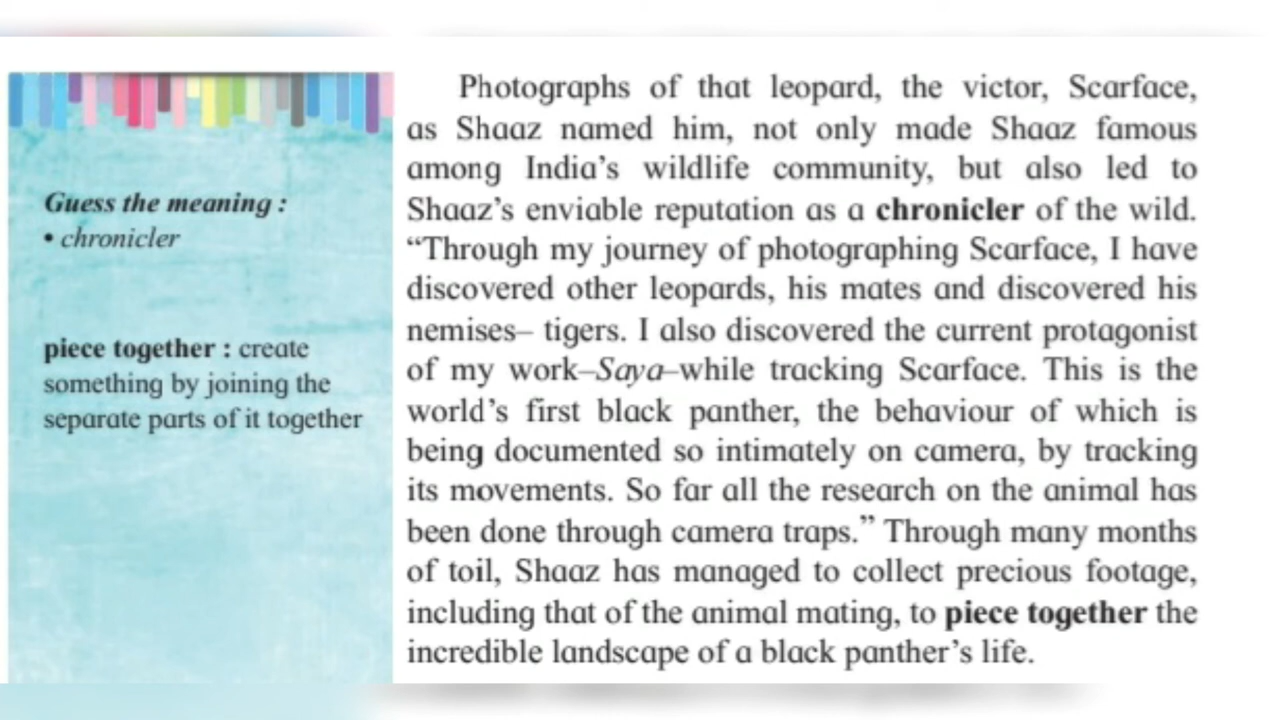 Guess the meaning :
• chronicler
piece together : create
something by joining the
separate parts of it together
Photographs of that leopard, the victor, Scarface,
as Shaaz named him, not only made Shaaz famous
among India's wildlife community, but also led to
Shaaz's enviable reputation as a chronicler of the wild.
“Through my journey of photographing Scarface, I have
discovered other leopards, his mates and discovered his
nemises– tigers. I also discovered the current protagonist
of my work–Saya–while tracking Scarface. This is the
world's first black panther, the behaviour of which is
being documented so intimately on camera, by tracking
its movements. So far all the research on the animal has
been done through camera traps.” Through many months
of toil, Shaaz has managed to collect precious footage,
including that of the animal mating, to piece together the
incredible landscape of a black panther's life.